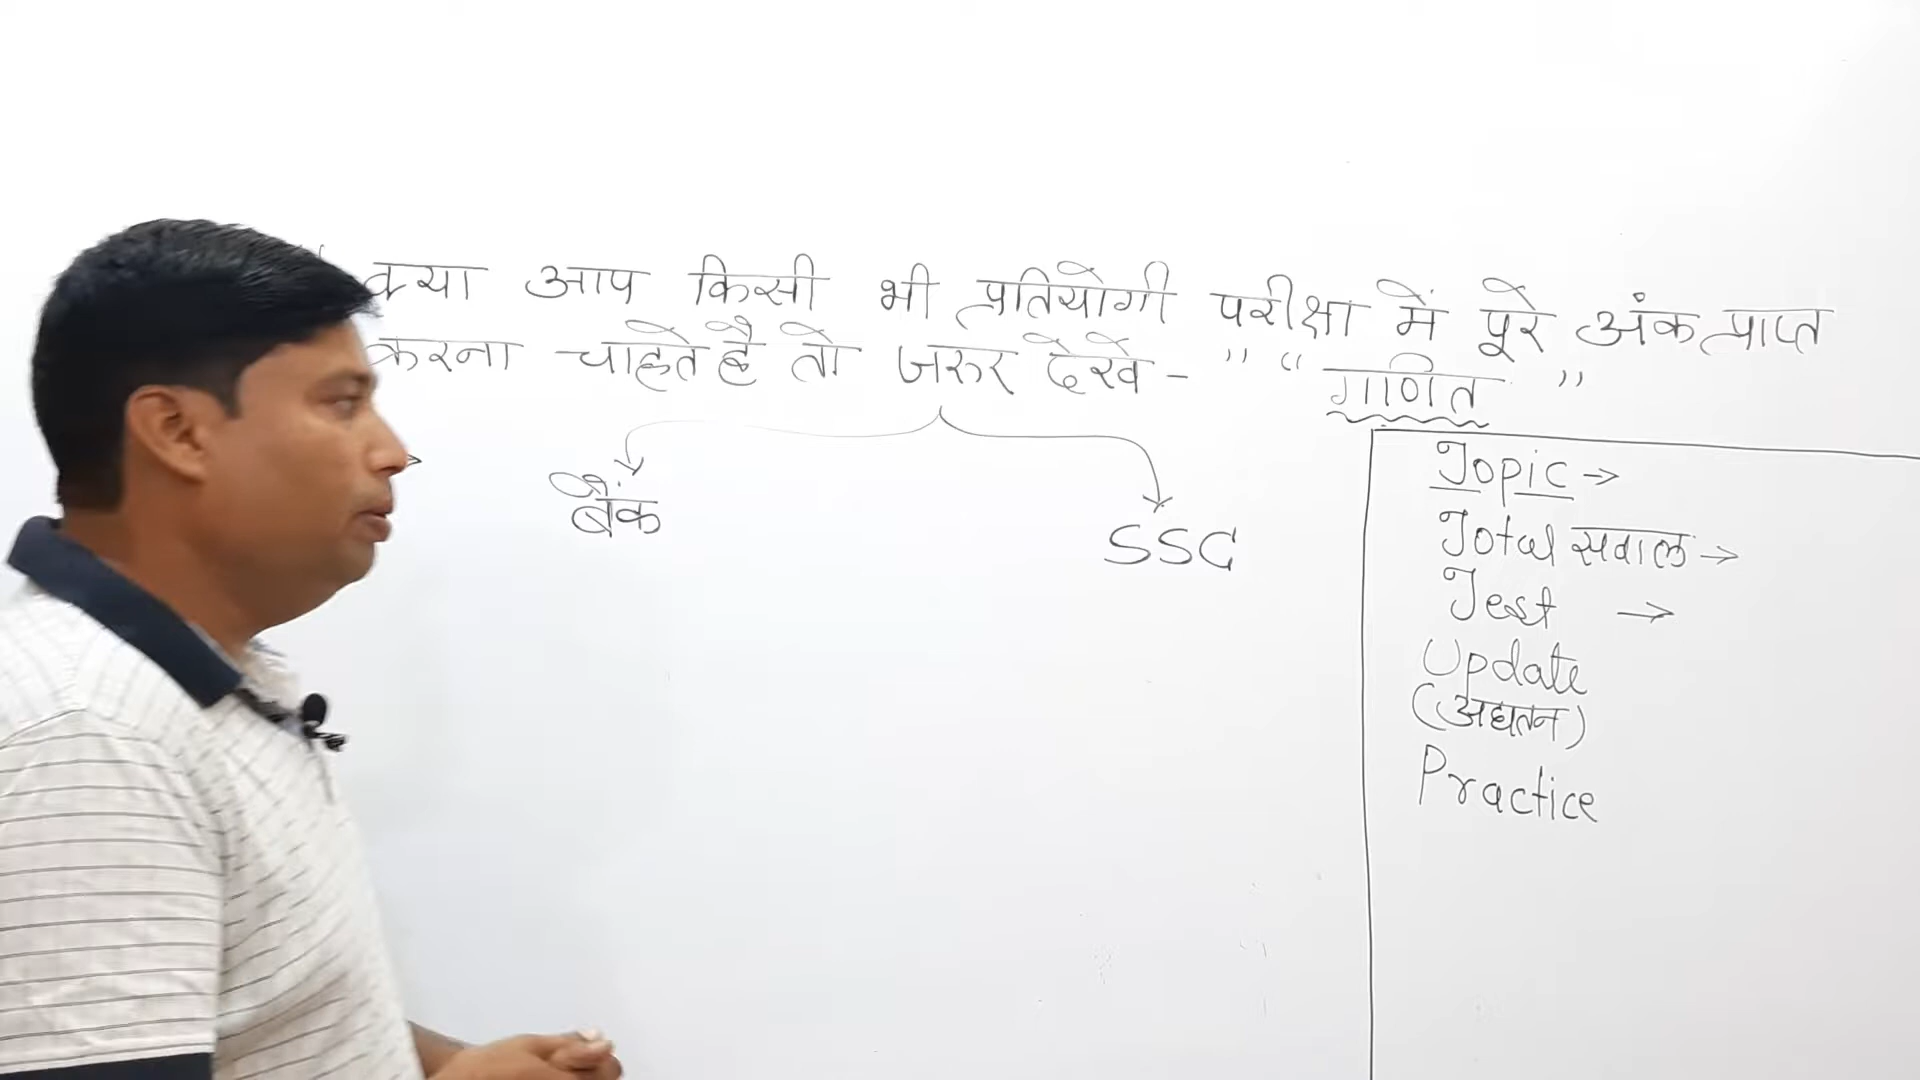 क्या आप किसी भी प्रतियोगी परीक्षा में पूरे अंक प्राप्त
करना चाहते है तो जरुर देखे - " “ गणित ”
बैंक
SSC
Topic →
Total सवाल →
Test →
Update
(अद्यतन)
Practice